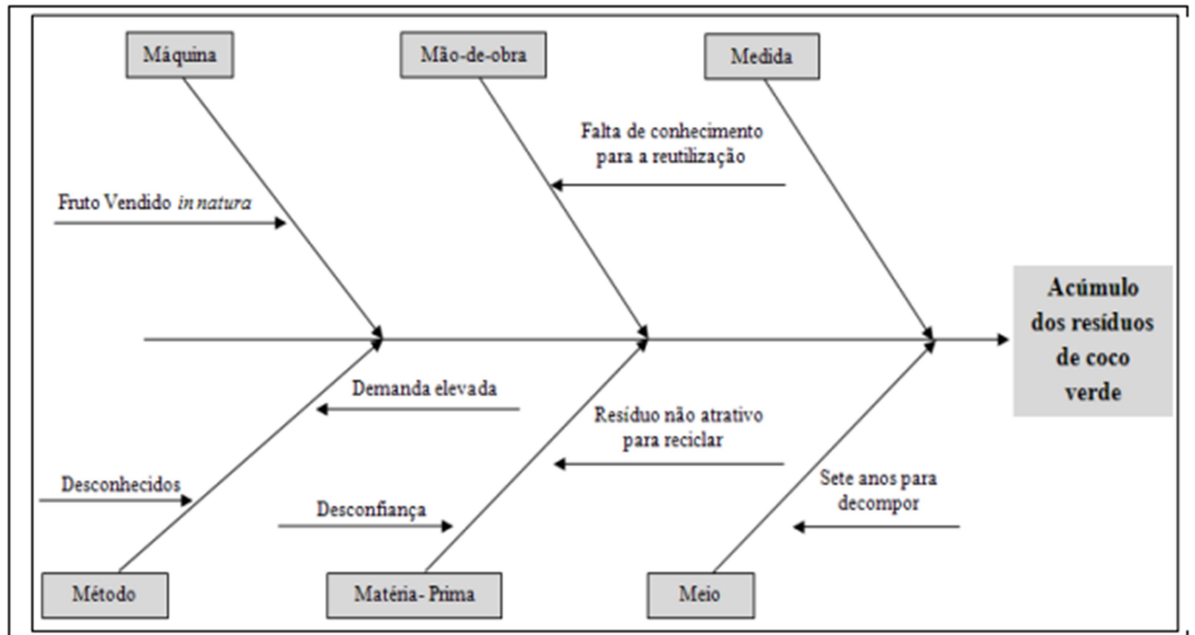 Máquina
Mão-de-obra
Medida
Falta de conhecimento
para a reutilização
Fruto Vendido in natura
Acúmulo
dos resíduos
de coco
verde
Demanda elevada
Resíduo não atrativo
para reciclar
Desconhecidos
Sete anos para
decompor
Desconfiança
Método
Matéria- Prima
Meio